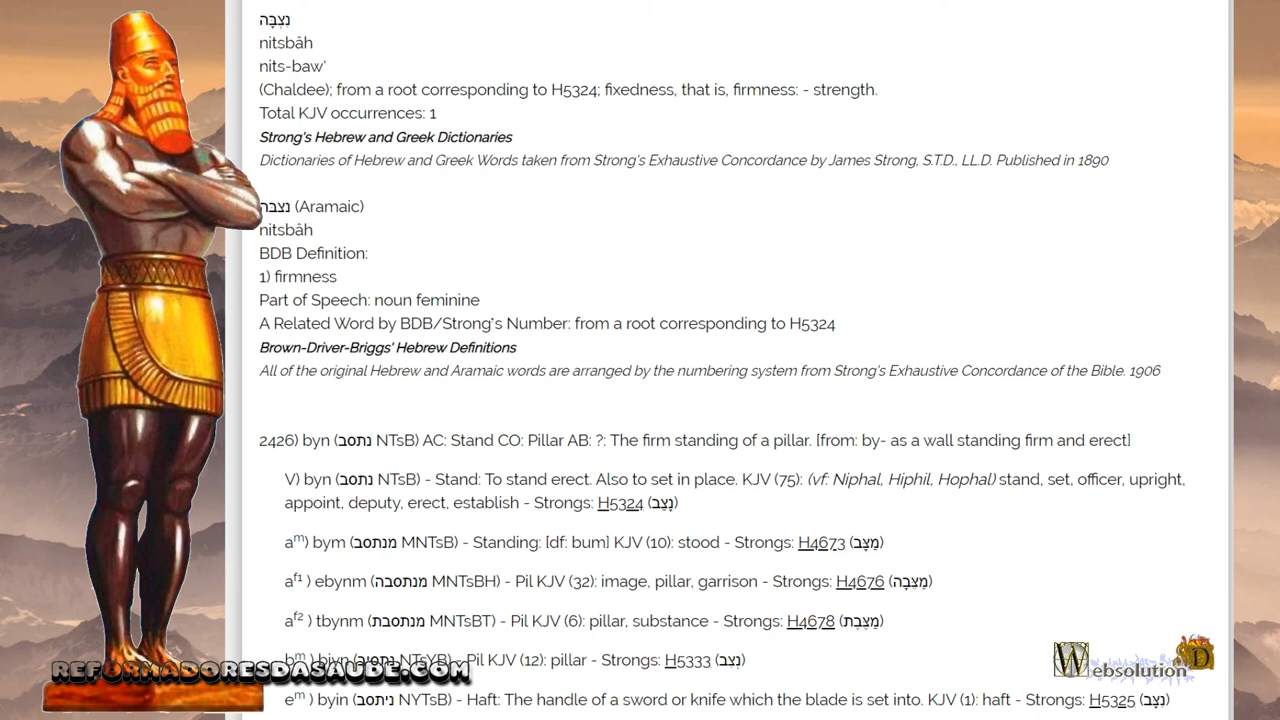 נִצְבָּה
nitsbâh
nits-baw'
(Chaldee); from a root corresponding to H5324; fixedness, that is, firmness: - strength.
Total KJV occurrences: 1
Strong's Hebrew and Greek Dictionaries
Dictionaries of Hebrew and Greek Words taken from Strong's Exhaustive Concordance by James Strong, S.T.D., LL.D. Published in 1890
נצבּה (Aramaic)
nitsbâh
BDB Definition:
1) firmness
Part of Speech: noun feminine
A Related Word by BDB/Strong's Number: from a root corresponding to H5324
Brown-Driver-Briggs' Hebrew Definitions
All of the original Hebrew and Aramaic words are arranged by the numbering system from Strong's Exhaustive Concordance of the Bible. 1906
2426) byn (נתסב NTsB) AC: Stand CO: Pillar AB: ?: The firm standing of a pillar. [from: by- as a wall standing firm and erect]
V) byn (נתסב NTsB) - Stand: To stand erect. Also to set in place. KJV (75): (vf: Niphal, Hiphil, Hophal) stand, set, officer, upright,
appoint, deputy, erect, establish - Strongs: H5324 (נָצַב)
am) bym (מנתסב MNTsB) - Standing: [df: bum] KJV (10): stood - Strongs: H4673 (מַצָּב)
af1 ) ebynm (מנתסבה MNTsBH) - Pil KJV (32): image, pillar, garrison - Strongs: H4676 (מַצֵּבָה)
af2 ) tbynm (מנתסבת MNTsBT) - Pil KJV (6): pillar, substance - Strongs: H4678 (מַצֶּבֶת)
bm ) biyn (נתסיב NTsYB) - Pil KJV (12): pillar - Strongs: H5333 (נְצִב)
em ) byin (ניתסב NYTsB) - Haft: The handle of a sword or knife which the blade is set into. KJV (1): haft - Strongs: H5325 (נִצָּב)
REFORMADORESDASAUDE.COM
Websolution